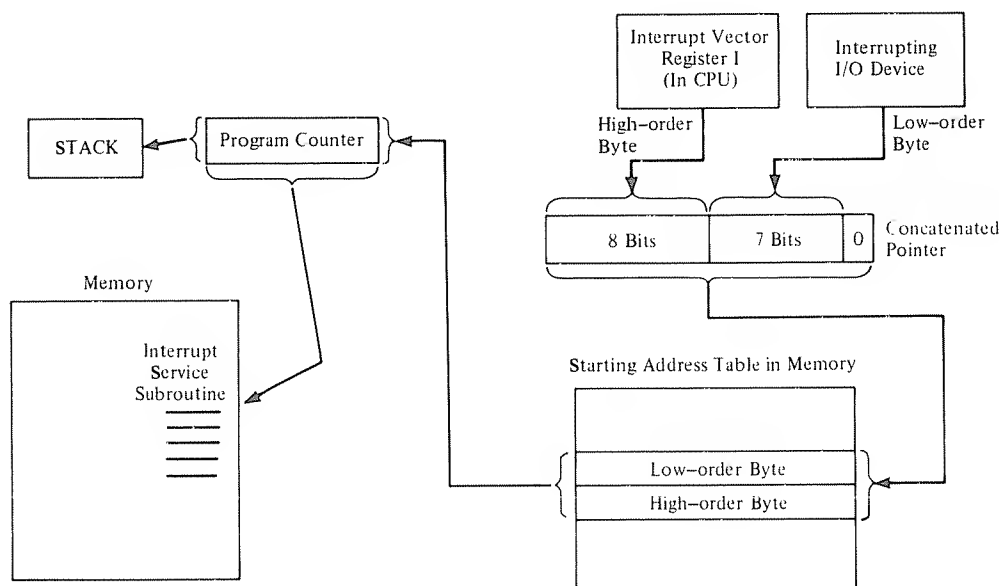 Interrupt Vector
Register I
(In CPU)
Interrupting
I/O Device
High-order
Byte
Low-order
Byte
STACK
Program Counter
8 Bits
7 Bits
0
Concatenated
Pointer
Memory
Interrupt
Service
Subroutine
Starting Address Table in Memory
Low-order Byte
High-order Byte